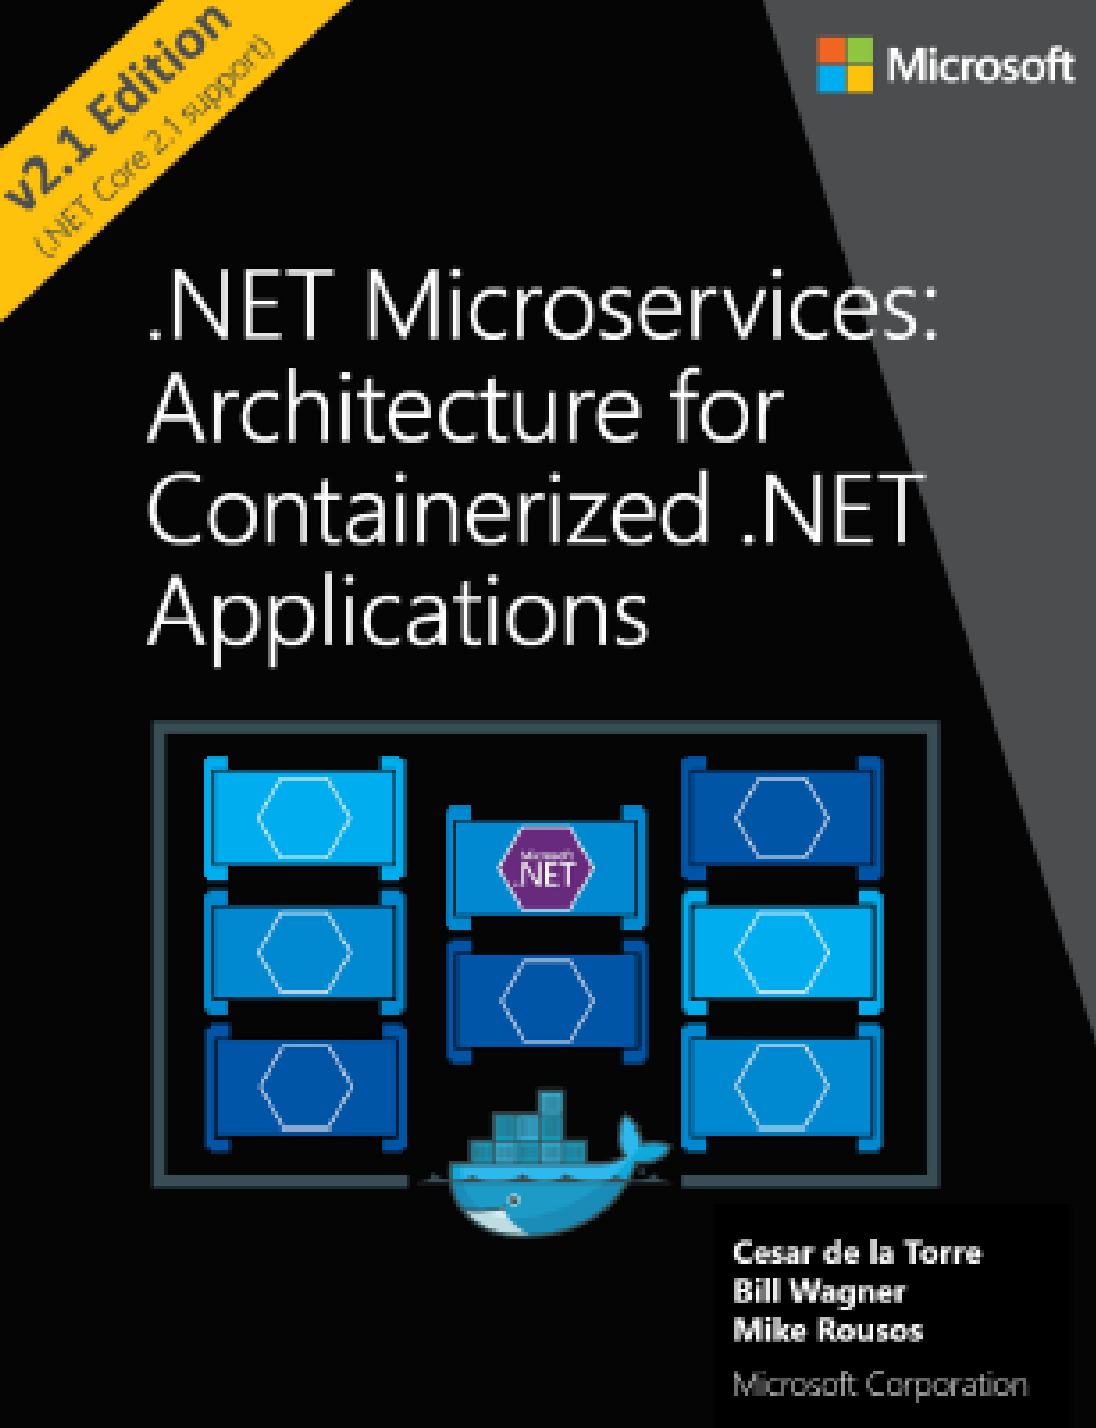 v2.1 Edition
(.NET Core 2.1 support)
Microsoft
.NET Microservices:
Architecture for
Containerized .NET
Applications
Microsoft
.NET
Cesar de la Torre
Bill Wagner
Mike Rousos
Microsoft Corporation